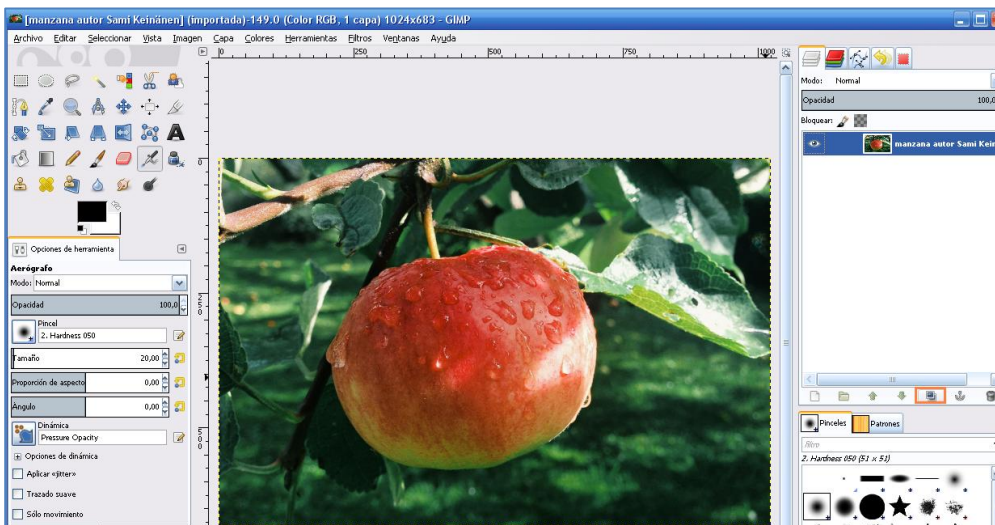 [manzana autor Sami Keinänen] (importada)-149.0 (Color RGB, 1 capa) 1024x683 - GIMP
Archivo Editar Seleccionar Vista Imagen Capa Colores Herramientas Filtros Ventanas Ayuda
0 250 500 750 1000
0
250
500
Opciones de herramienta
Aerógrafo
Modo: Normal
Opacidad 100,0
Pincel
2. Hardness 050
Tamaño 20,00
Proporción de aspecto 0,00
Ángulo 0,00
Dinámica
Pressure Opacity
Opciones de dinámica
Aplicar «jitter»
Trazado suave
Sólo movimiento
Modo: Normal
Opacidad 100,0
Bloquear:
manzana autor Sami Kein
Pinceles Patrones
filtro
2. Hardness 050 (51 × 51)